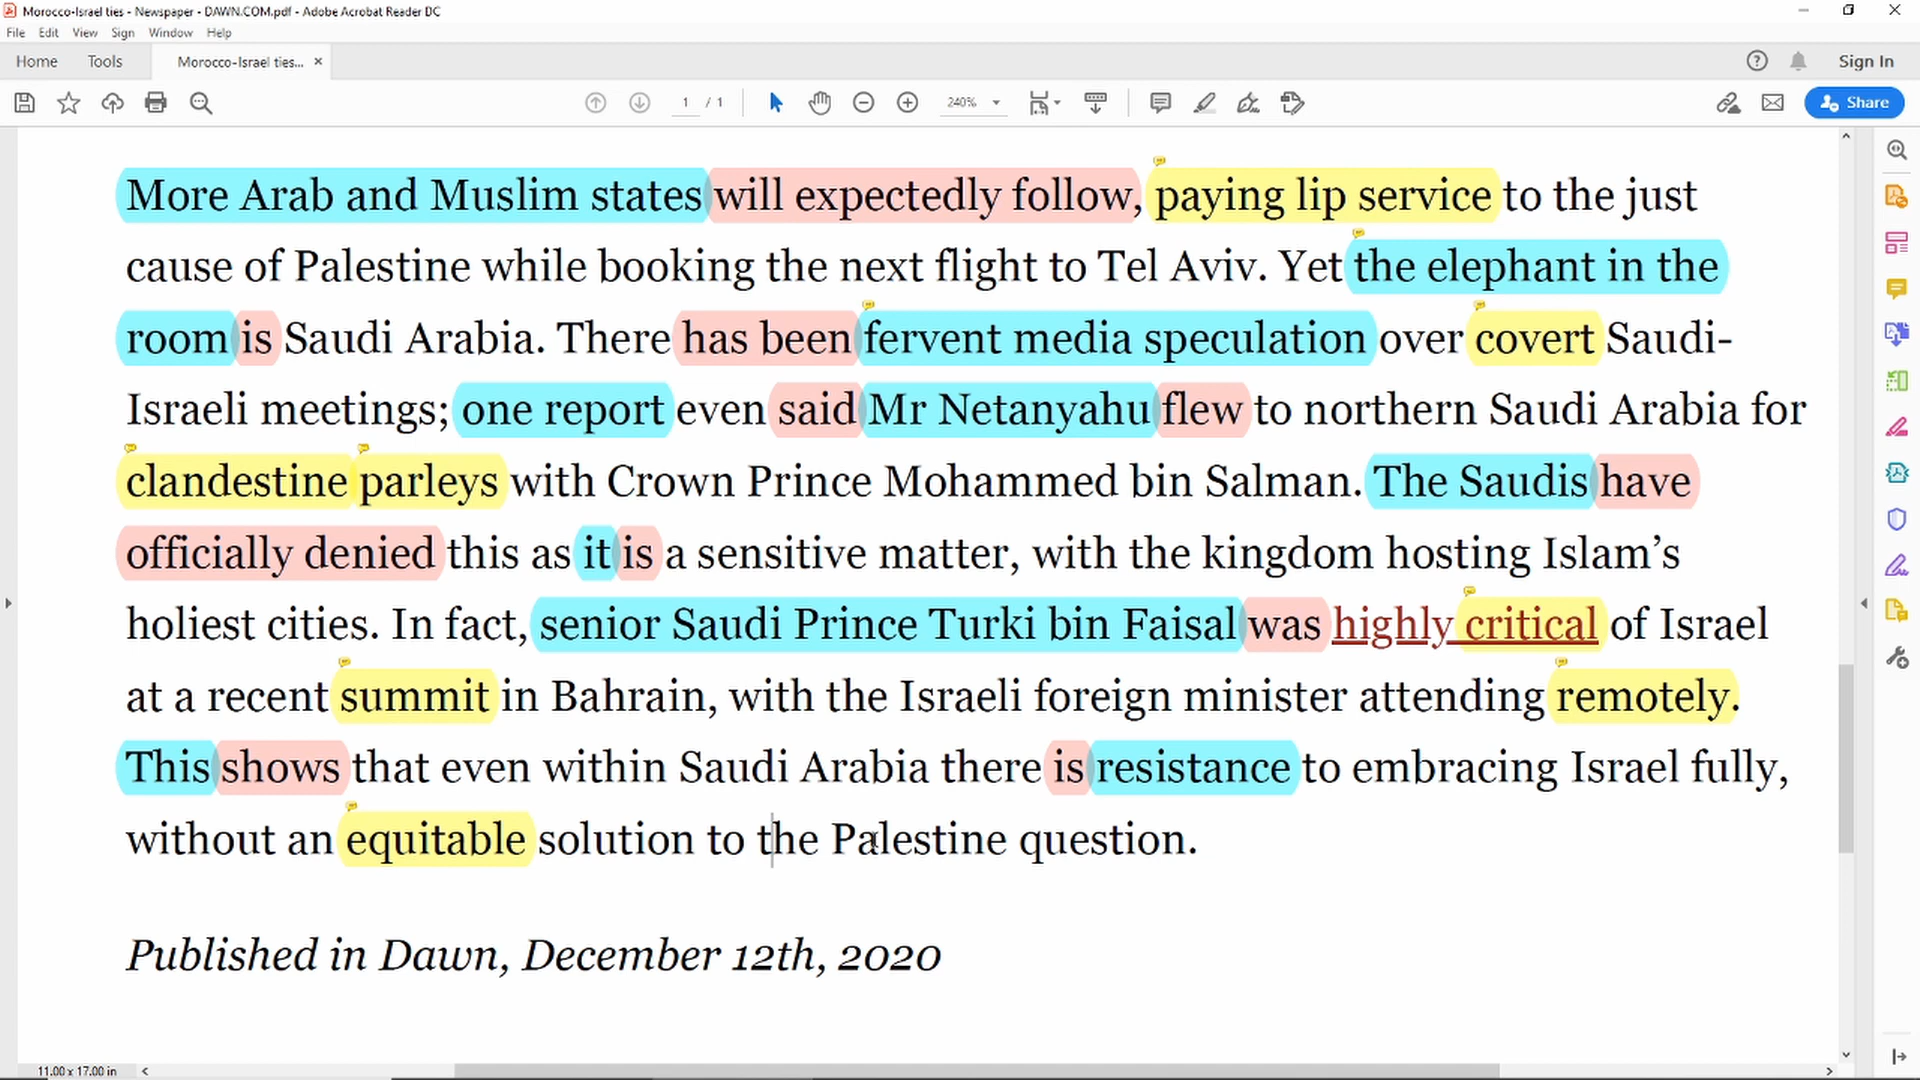 Morocco-Israel ties - Newspaper - DAWN.COM.pdf - Adobe Acrobat Reader DC
File Edit View Sign Window Help
Home Tools Morocco-Israel ties... × Sign In
1 / 1 240% Share
More Arab and Muslim states will expectedly follow, paying lip service to the just
cause of Palestine while booking the next flight to Tel Aviv. Yet the elephant in the
room is Saudi Arabia. There has been fervent media speculation over covert Saudi-
Israeli meetings; one report even said Mr Netanyahu flew to northern Saudi Arabia for
clandestine parleys with Crown Prince Mohammed bin Salman. The Saudis have
officially denied this as it is a sensitive matter, with the kingdom hosting Islam’s
holiest cities. In fact, senior Saudi Prince Turki bin Faisal was highly critical of Israel
at a recent summit in Bahrain, with the Israeli foreign minister attending remotely.
This shows that even within Saudi Arabia there is resistance to embracing Israel fully,
without an equitable solution to the Palestine question.
Published in Dawn, December 12th, 2020
11.00 x 17.00 in